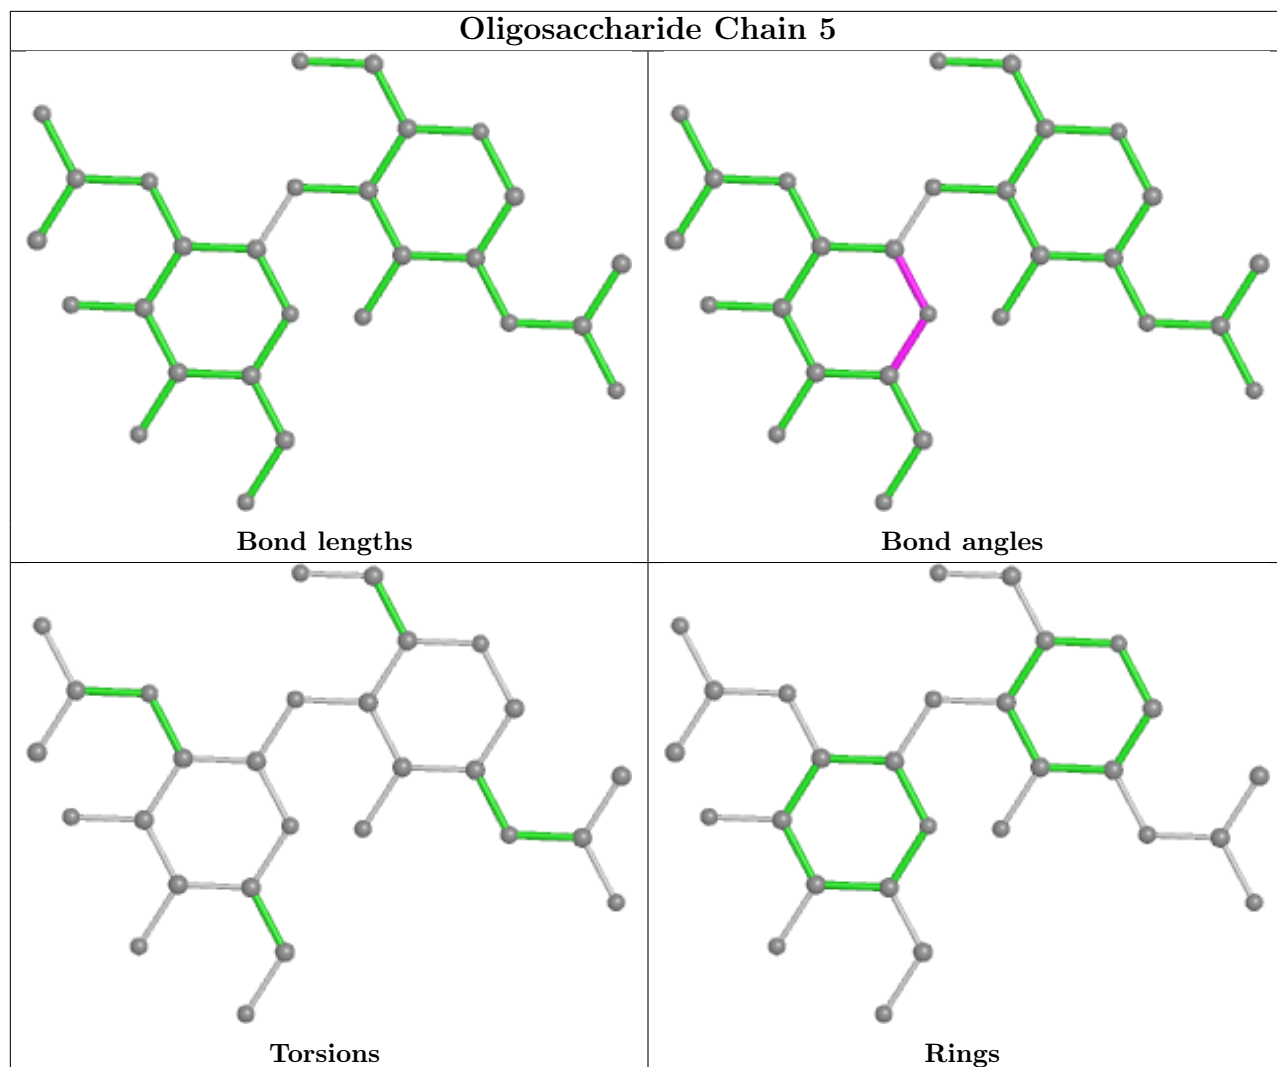 Oligosaccharide Chain 5
Bond lengths
Bond angles
Torsions
Rings